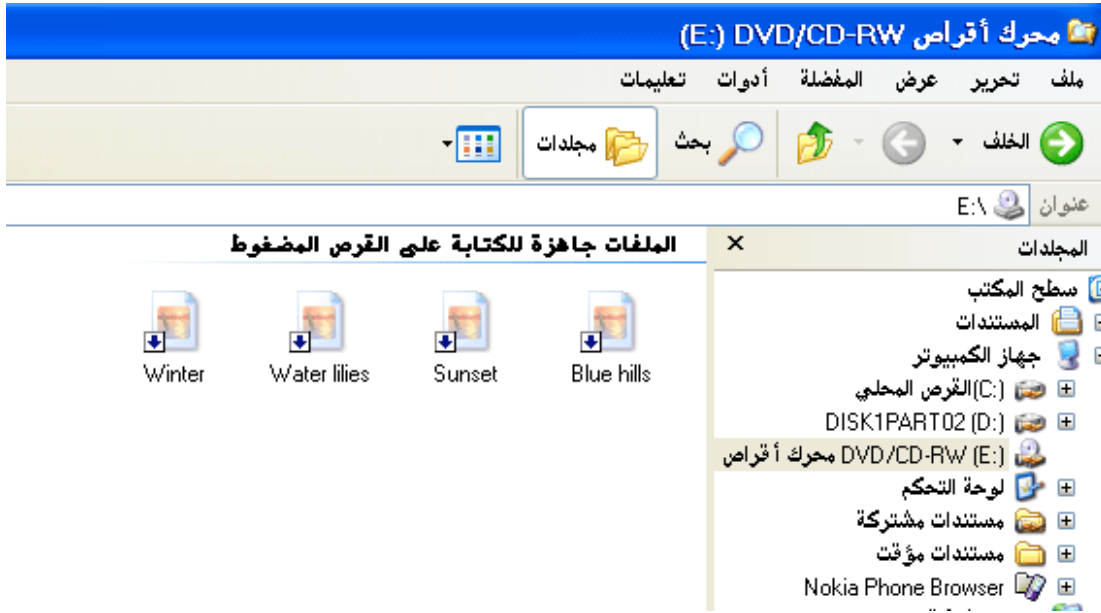 محرك أقراص DVD/CD-RW (E:)
ملف تحرير عرض المفضلة أدوات تعليمات
الخلف بحث مجلدات
عنوان E:\
المجلدات
سطح المكتب
المستندات
جهاز الكمبيوتر
القرص المحلي(C:)
DISK1PART02 (D:)
محرك أقراص DVD/CD-RW (E:)
لوحة التحكم
مستندات مشتركة
مستندات مؤقت
Nokia Phone Browser
الملفات جاهزة للكتابة على القرص المضغوط
Blue hills
Sunset
Water lilies
Winter